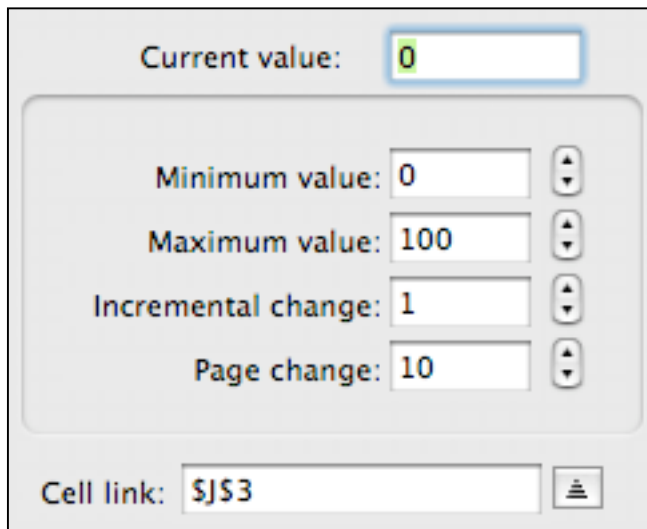 Current value: 0
Minimum value: 0
Maximum value: 100
Incremental change: 1
Page change: 10
Cell link: $J$3